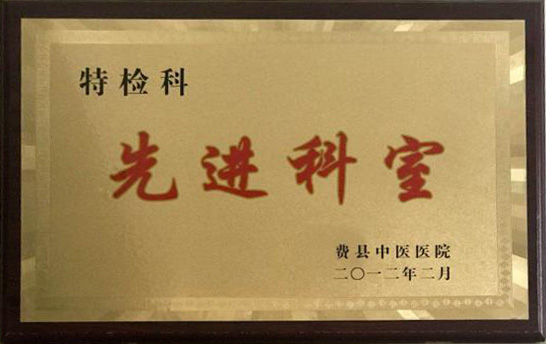 特检科
先进科室
费县中医医院
二〇一二年二月